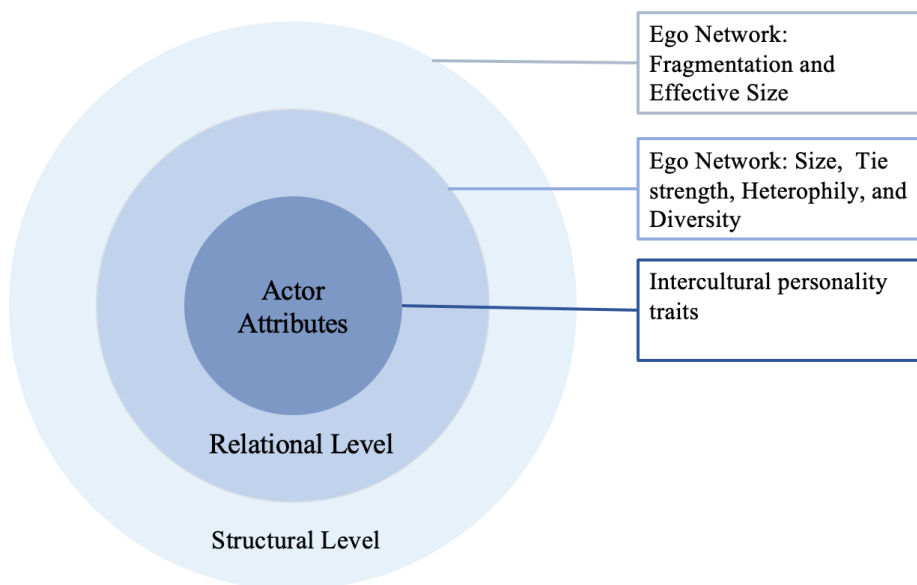 Ego Network:
Fragmentation and
Effective Size
Ego Network: Size, Tie
strength, Heterophily, and
Diversity
Intercultural personality
traits
Actor
Attributes
Relational Level
Structural Level